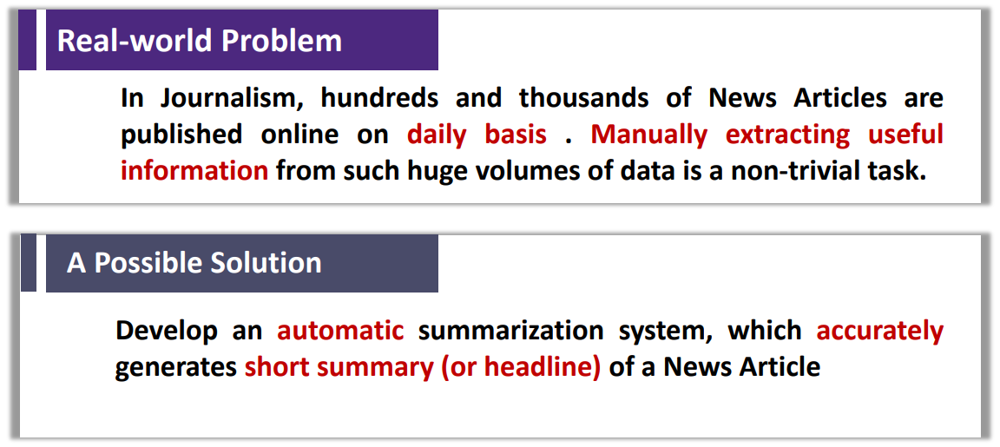 Real-world Problem
In Journalism, hundreds and thousands of News Articles are
published online on daily basis . Manually extracting useful
information from such huge volumes of data is a non-trivial task.
A Possible Solution
Develop an automatic summarization system, which accurately
generates short summary (or headline) of a News Article